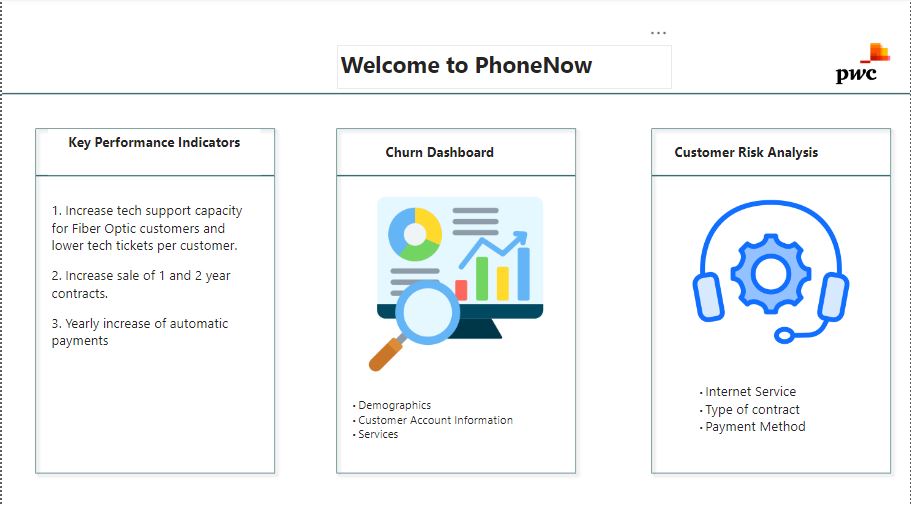 Welcome to PhoneNow
pwc
Key Performance Indicators
1. Increase tech support capacity
for Fiber Optic customers and
lower tech tickets per customer.
2. Increase sale of 1 and 2 year
contracts.
3. Yearly increase of automatic
payments
Churn Dashboard
• Demographics
• Customer Account Information
• Services
Customer Risk Analysis
• Internet Service
• Type of contract
• Payment Method